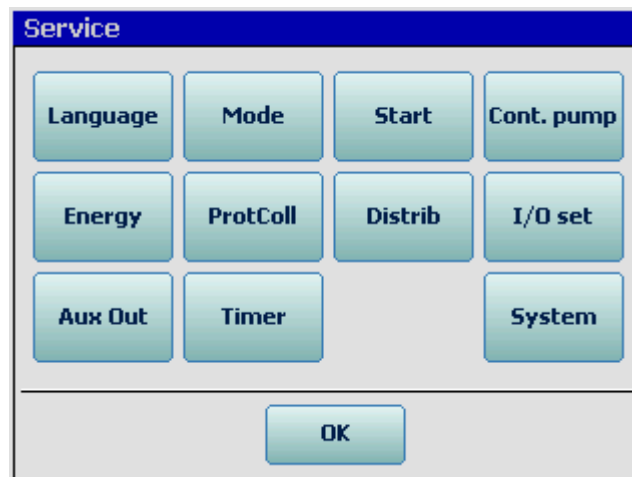 Service
Language Mode Start Cont. pump
Energy ProtColl Distrib I/O set
Aux Out Timer System
OK